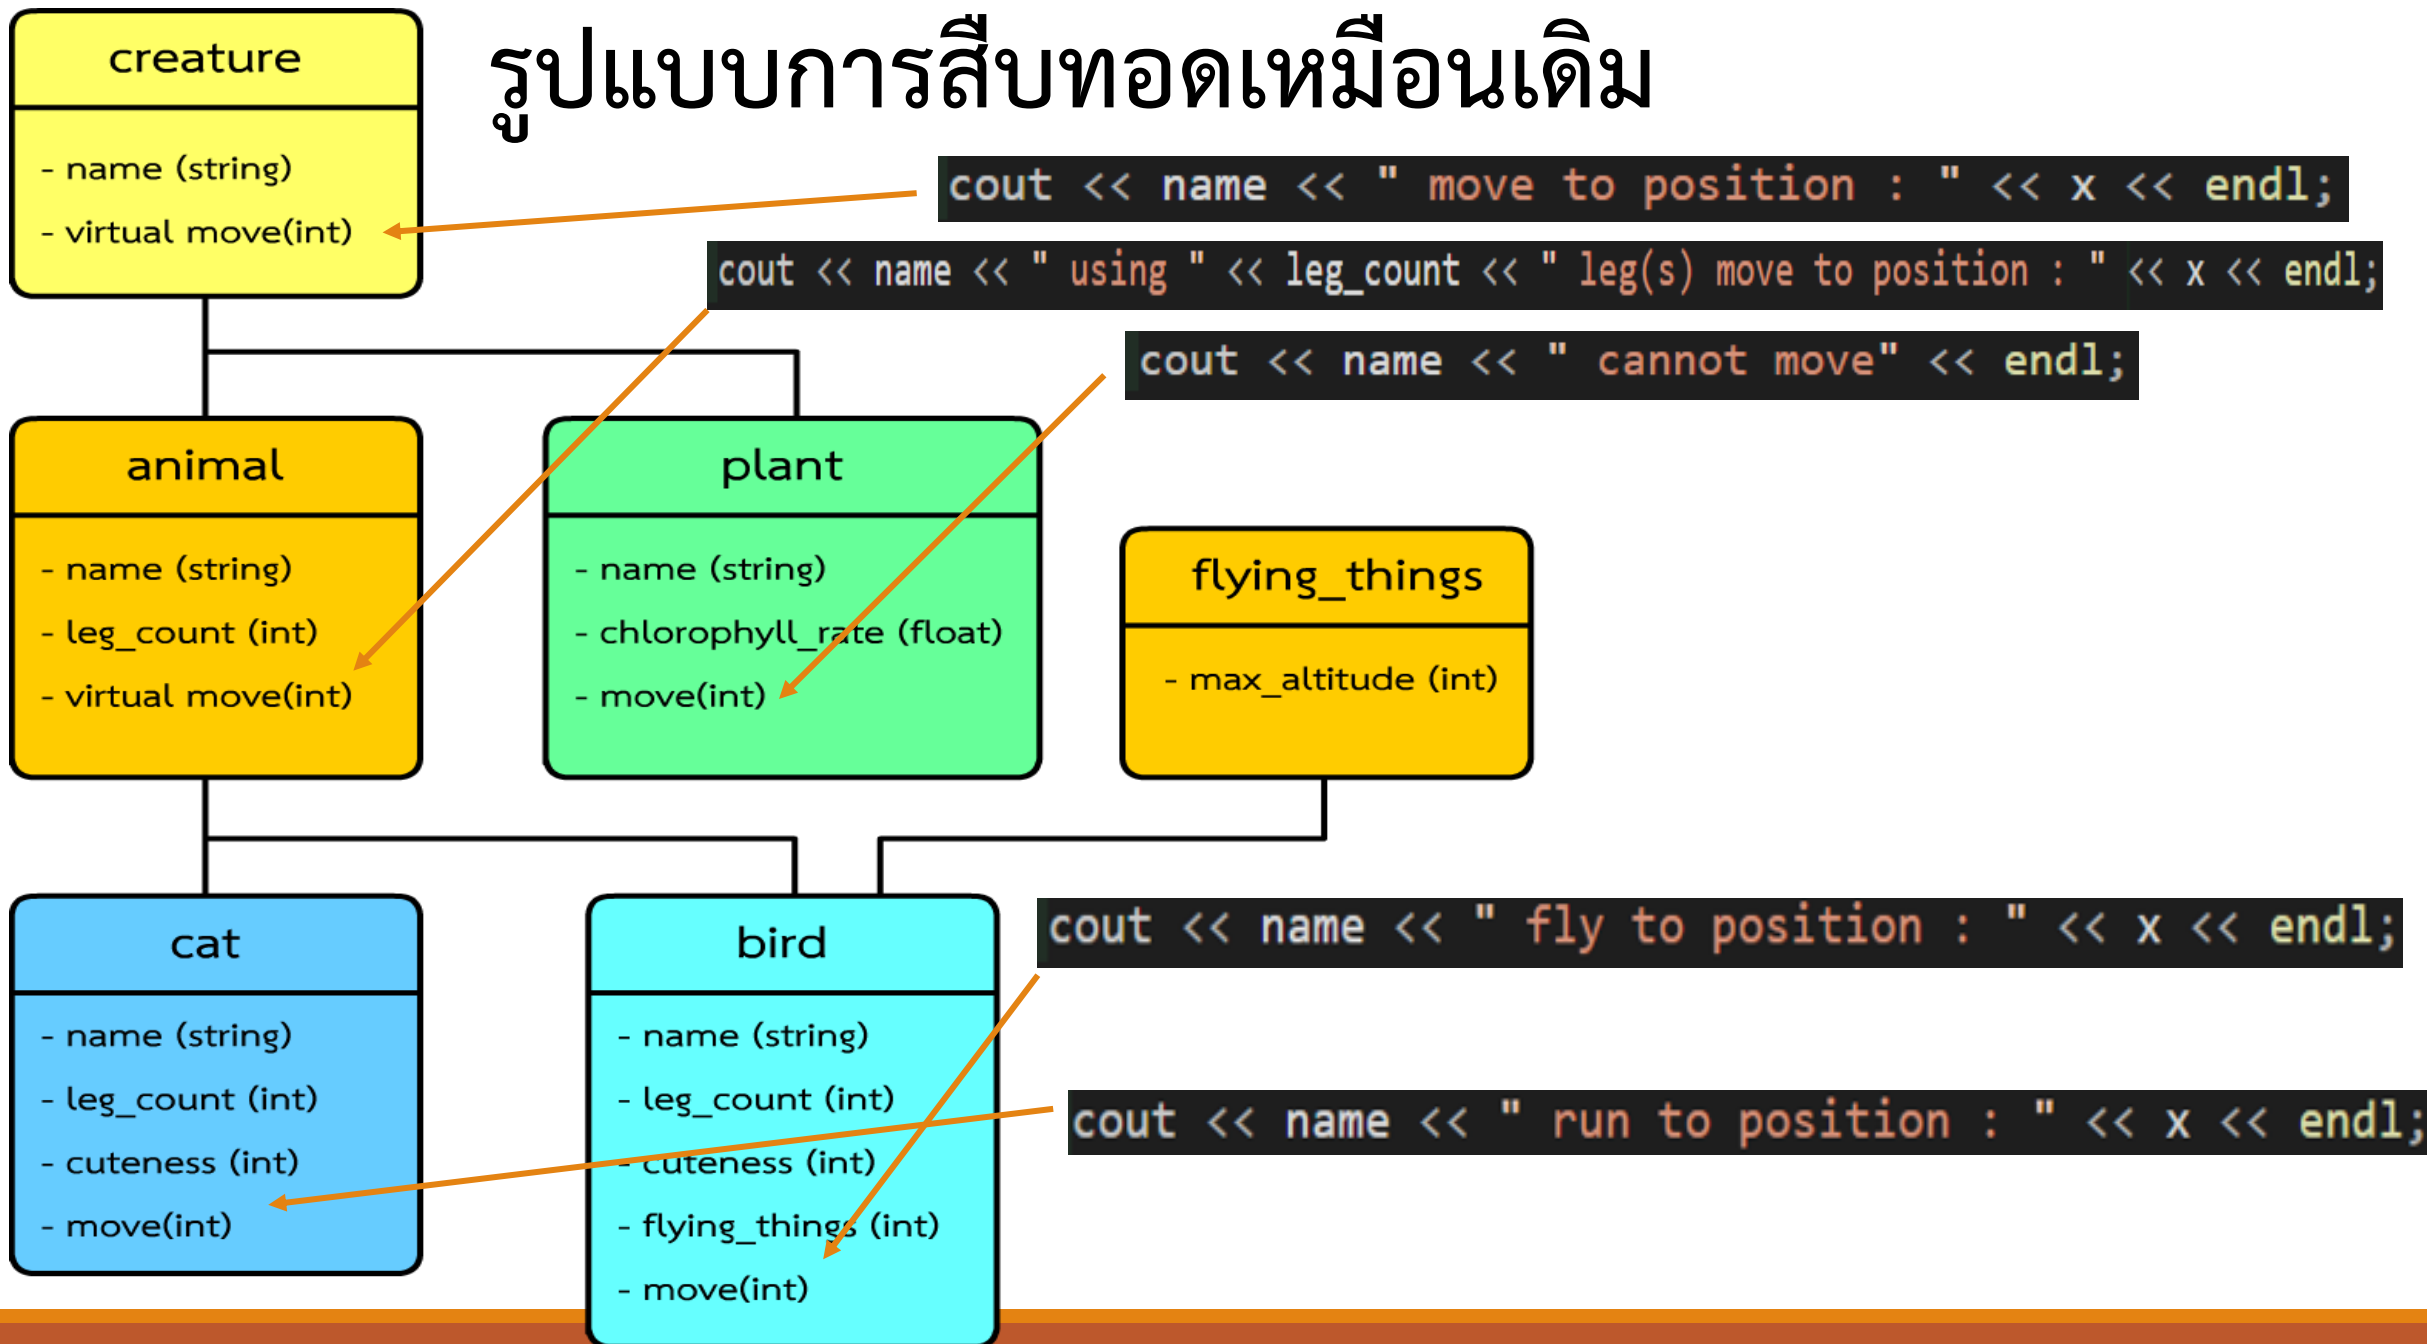 creature
- name (string)
- virtual move(int)
รูปแบบการสืบทอดเหมือนเดิม
cout << name << " move to position : " << x << endl;
cout << name << " using " << leg_count << " leg(s) move to position : " << x << endl;
cout << name << " cannot move" << endl;
animal
- name (string)
- leg_count (int)
- virtual move(int)
plant
- name (string)
- chlorophyll_rate (float)
- move(int)
flying_things
- max_altitude (int)
cat
- name (string)
- leg_count (int)
- cuteness (int)
- move(int)
bird
- name (string)
- leg_count (int)
- cuteness (int)
- flying_things (int)
- move(int)
cout << name << " fly to position : " << x << endl;
cout << name << " run to position : " << x << endl;